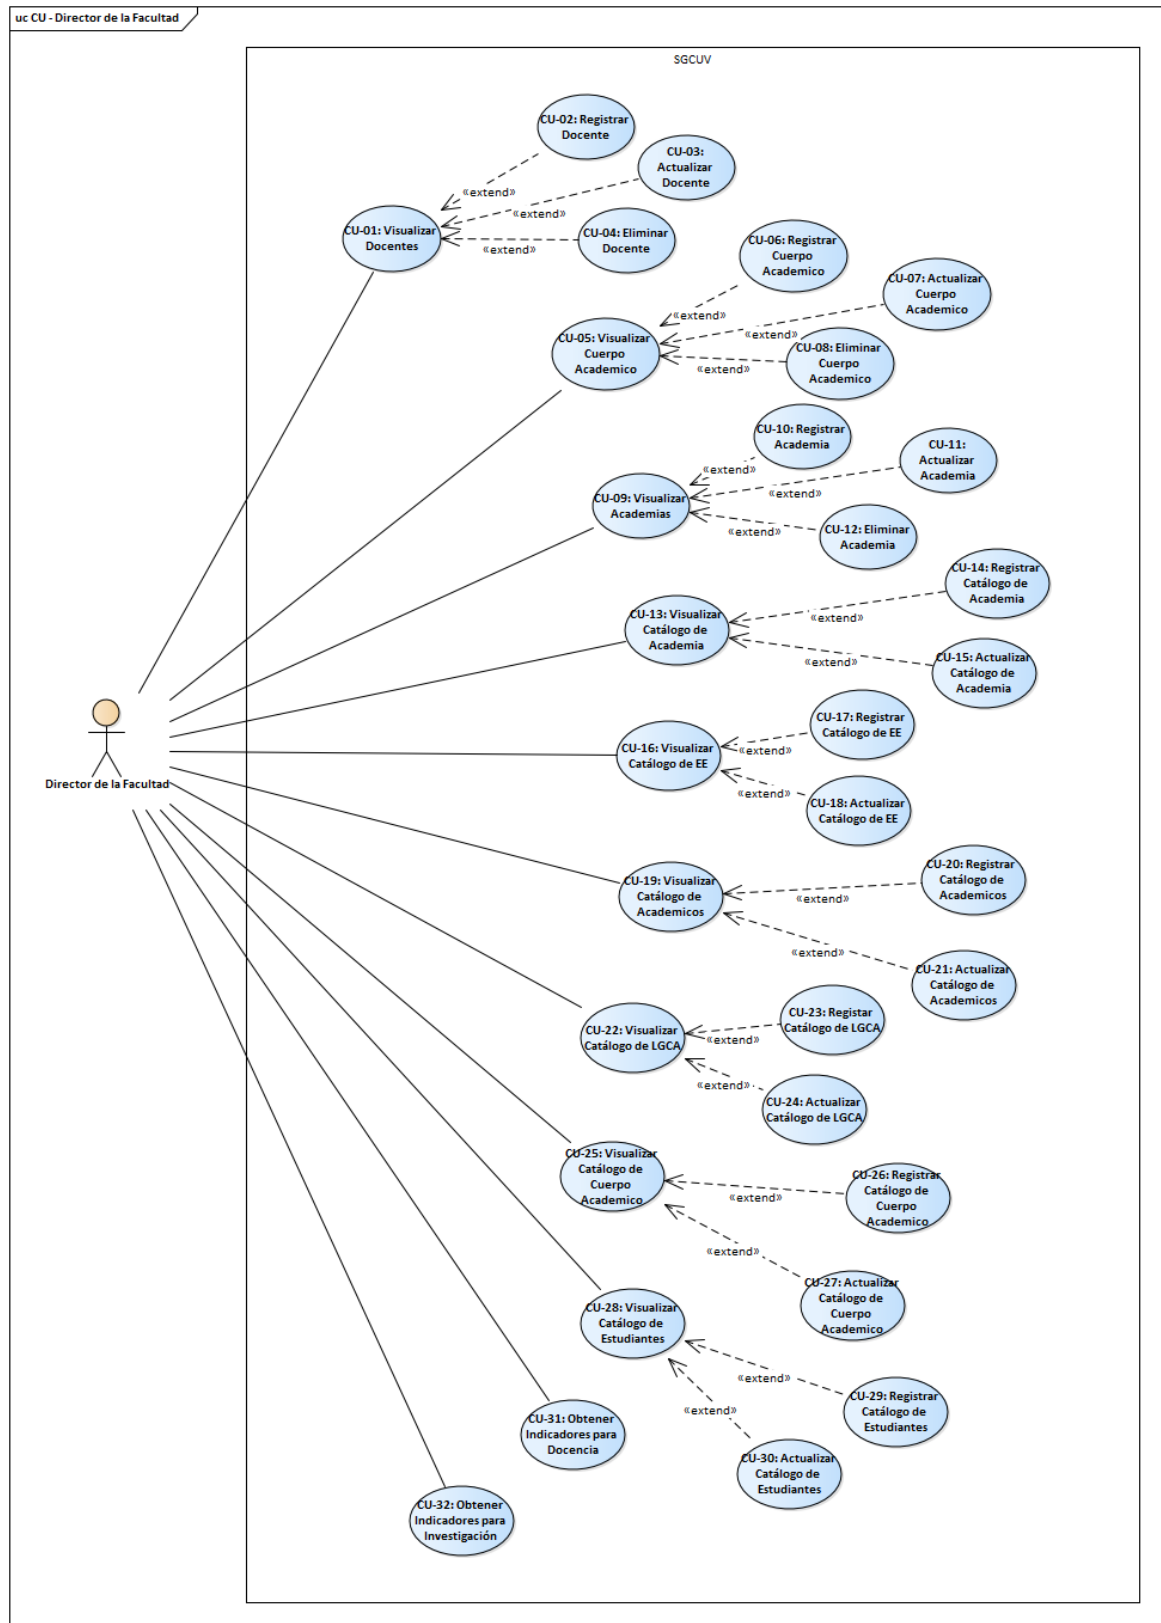 uc CU - Director de la Facultad
SGCUV
CU-02: Registrar
Docente
CU-03:
Actualizar
Docente
«extend»
«extend»
CU-01: Visualizar
Docentes
CU-04: Eliminar
Docente
«extend»
CU-06: Registrar
Cuerpo
Academico
CU-07: Actualizar
Cuerpo
Academico
«extend»
«extend»
CU-05: Visualizar
Cuerpo
Academico
CU-08: Eliminar
Cuerpo
Academico
«extend»
CU-10: Registrar
Academia
CU-11:
Actualizar
Academia
«extend»
«extend»
CU-09: Visualizar
Academias
CU-12: Eliminar
Academia
«extend»
CU-14: Registrar
Catálogo de
Academia
«extend»
CU-13: Visualizar
Catálogo de
Academia
«extend»
CU-15: Actualizar
Catálogo de
Academia
CU-17: Registrar
Catálogo de EE
«extend»
CU-16: Visualizar
Catálogo de EE
«extend»
CU-18: Actualizar
Catálogo de EE
Director de la Facultad
CU-20: Registrar
Catálogo de
Academicos
«extend»
CU-19: Visualizar
Catálogo de
Academicos
«extend»
CU-21: Actualizar
Catálogo de
Academicos
CU-23: Registar
Catálogo de LGCA
«extend»
CU-22: Visualizar
Catálogo de LGCA
«extend»
CU-24: Actualizar
Catálogo de LGCA
CU-25: Visualizar
Catálogo de
Cuerpo
Academico
CU-26: Registrar
Catálogo de
Cuerpo
Academico
«extend»
«extend»
CU-27: Actualizar
Catálogo de
Cuerpo
Academico
CU-28: Visualizar
Catálogo de
Estudiantes
«extend»
CU-29: Registrar
Catálogo de
Estudiantes
«extend»
CU-30: Actualizar
Catálogo de
Estudiantes
CU-31: Obtener
Indicadores para
Docencia
CU-32: Obtener
Indicadores para
Investigación